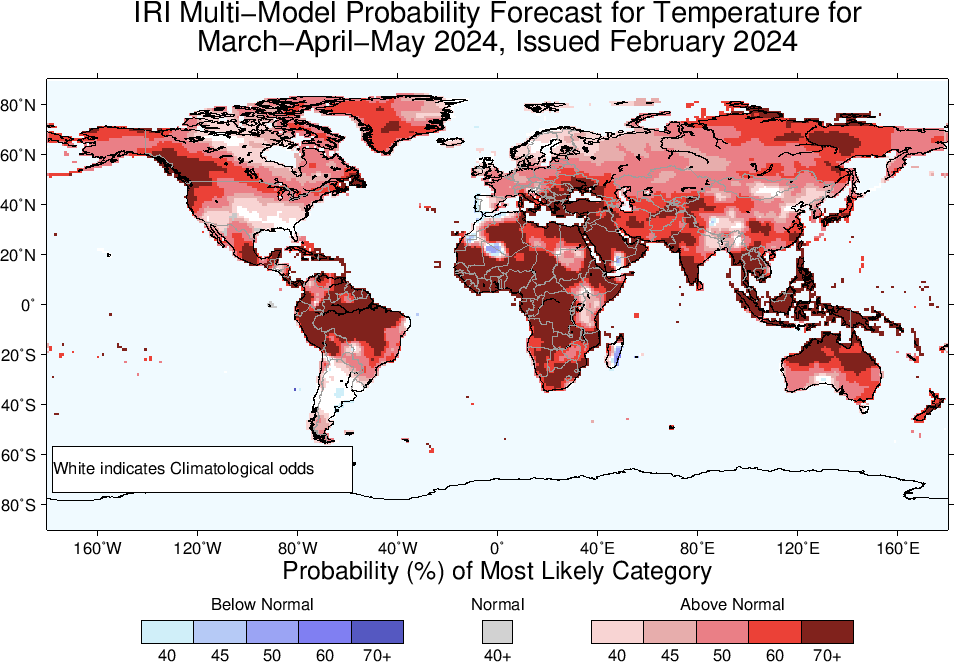 IRI Multi−Model Probability Forecast for Temperature for
March−April−May 2024, Issued February 2024
80˚N
60˚N
40˚N
20˚N
0˚
20˚S
40˚S
60˚S
80˚S
White indicates Climatological odds
160˚W 120˚W 80˚W 40˚W 0˚ 40˚E 80˚E 120˚E 160˚E
Probability (%) of Most Likely Category
Below Normal Normal Above Normal
40 45 50 60 70+ 40+ 40 45 50 60 70+